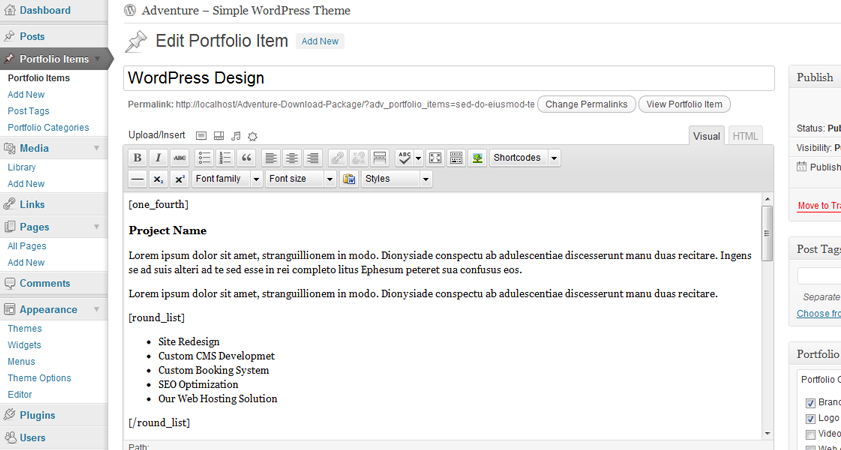 Dashboard
Posts
Portfolio Items
Portfolio Items
Add New
Post Tags
Portfolio Categories
Media
Library
Add New
Links
Pages
All Pages
Add New
Comments
Appearance
Themes
Widgets
Menus
Theme Options
Editor
Plugins
Users
Adventure – Simple WordPress Theme
Edit Portfolio Item Add New
WordPress Design
Permalink: http://localhost/Adventure-Download-Package/?adv_portfolio_items=sed-do-eiusmod-te Change Permalinks View Portfolio Item
Upload/Insert Visual HTML
B I ABC ABC Shortcodes
Font family Font size Styles
[one_fourth]
Project Name
Lorem ipsum dolor sit amet, stranguillionem in modo. Dionysiade conspectu ab adulescentiae discesserunt manu duas recitare. Ingens
se ad suis alteri ad te sed esse in rei completo litus Ephesum peteret sua confusus eos.
Lorem ipsum dolor sit amet, stranguillionem in modo. Dionysiade conspectu ab adulescentiae discesserunt manu duas recitare.
[round_list]
Site Redesign
Custom CMS Developmet
Custom Booking System
SEO Optimization
Our Web Hosting Solution
[/round_list]
Path:
Publish
Status: Pub
Visibility: P
Publish
Move to Tra
Post Tags
Separate
Choose fro
Portfolio
Portfolio C
Branc
Logo
Video